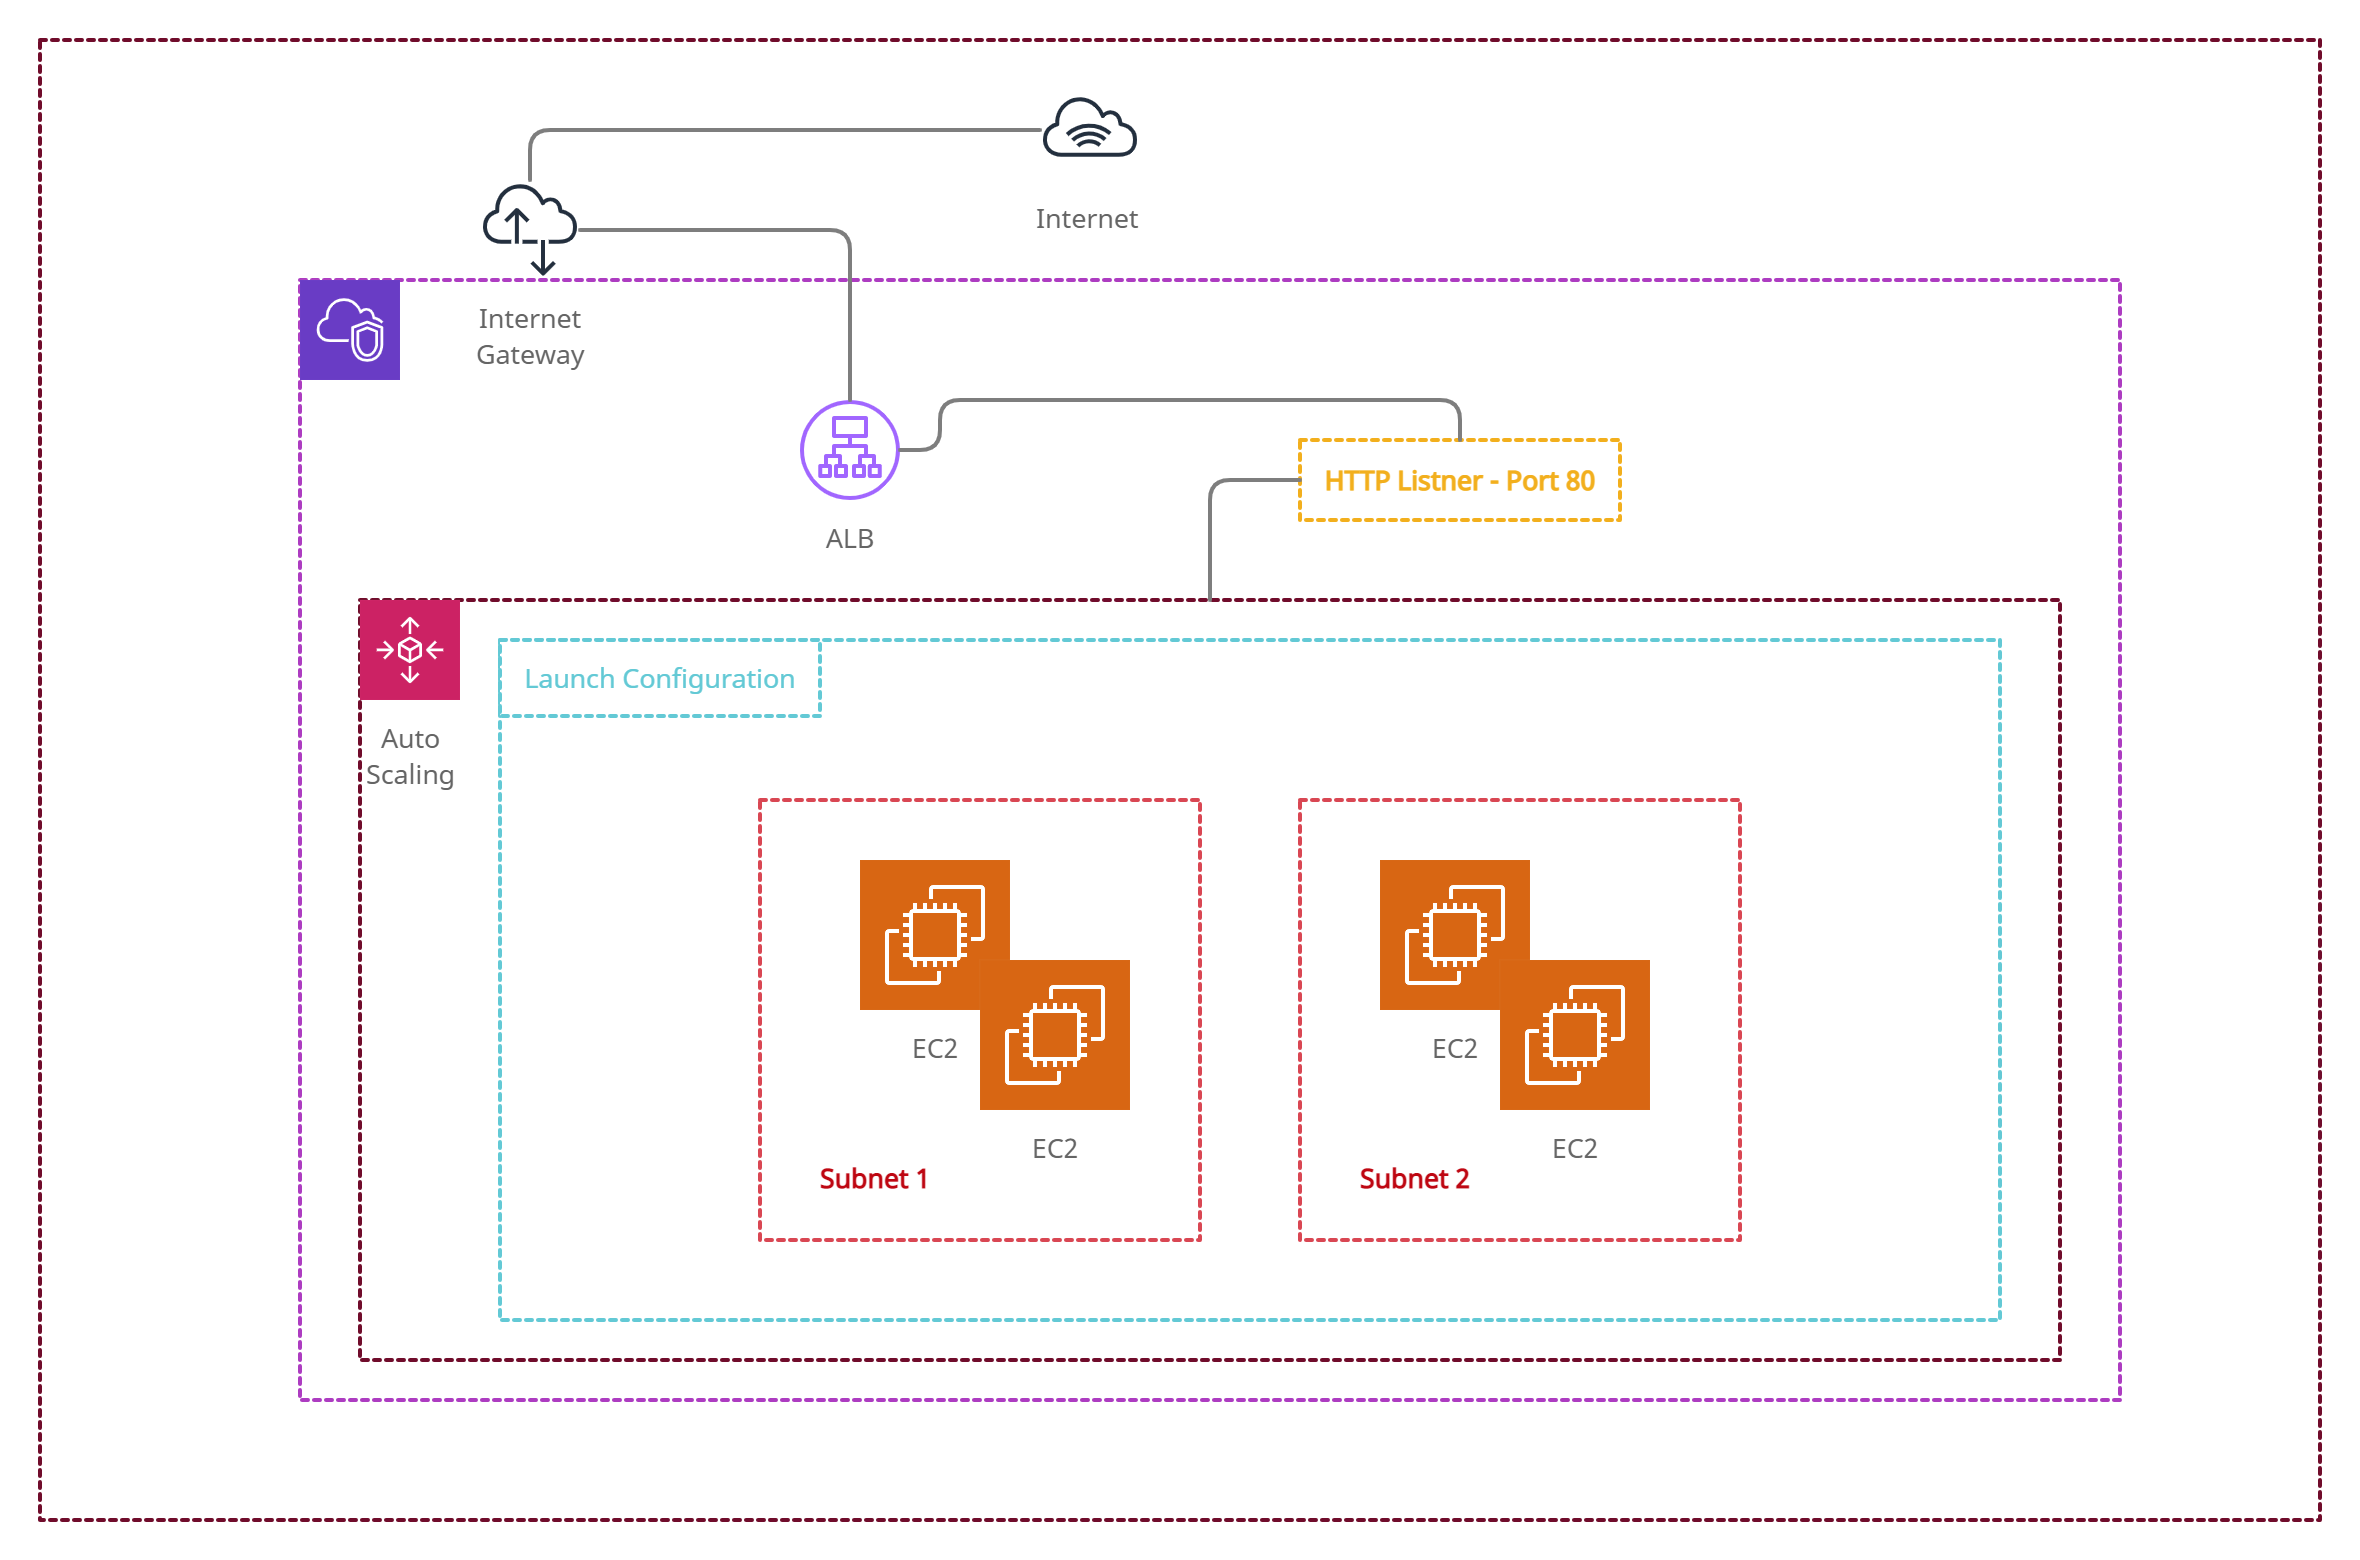 Internet
Internet
Gateway
ALB
HTTP Listner - Port 80
Launch Configuration
Auto
Scaling
EC2
EC2
Subnet 1
EC2
EC2
Subnet 2